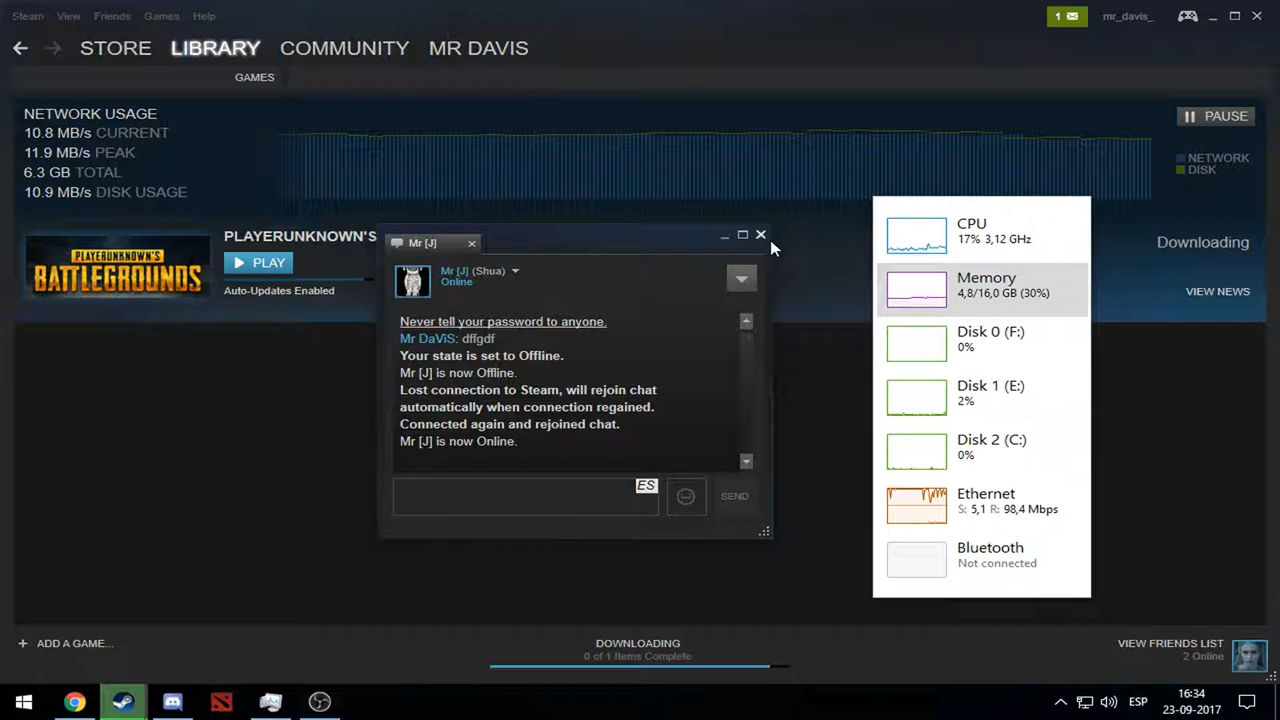 Steam View Friends Games Help
1 mr_davis_
STORE LIBRARY COMMUNITY MR DAVIS
GAMES
NETWORK USAGE
10.8 MB/s CURRENT
11.9 MB/s PEAK
6.3 GB TOTAL
10.9 MB/s DISK USAGE
PAUSE
NETWORK
DISK
PLAYERUNKNOWN'S
BATTLEGROUNDS
PLAYERUNKNOWN'S
PLAY
Auto-Updates Enabled
Downloading
VIEW NEWS
Mr [J]
Mr [J] (Shua)
Online
Never tell your password to anyone.
Mr DaViS: dffgdf
Your state is set to Offline.
Mr [J] is now Offline.
Lost connection to Steam, will rejoin chat
automatically when connection regained.
Connected again and rejoined chat.
Mr [J] is now Online.
ES
SEND
CPU
17% 3,12 GHz
Memory
4,8/16,0 GB (30%)
Disk 0 (F:)
0%
Disk 1 (E:)
2%
Disk 2 (C:)
0%
Ethernet
S: 5,1 R: 98,4 Mbps
Bluetooth
Not connected
ADD A GAME...
DOWNLOADING
0 of 1 Items Complete
VIEW FRIENDS LIST
2 Online
ESP
16:34
23-09-2017